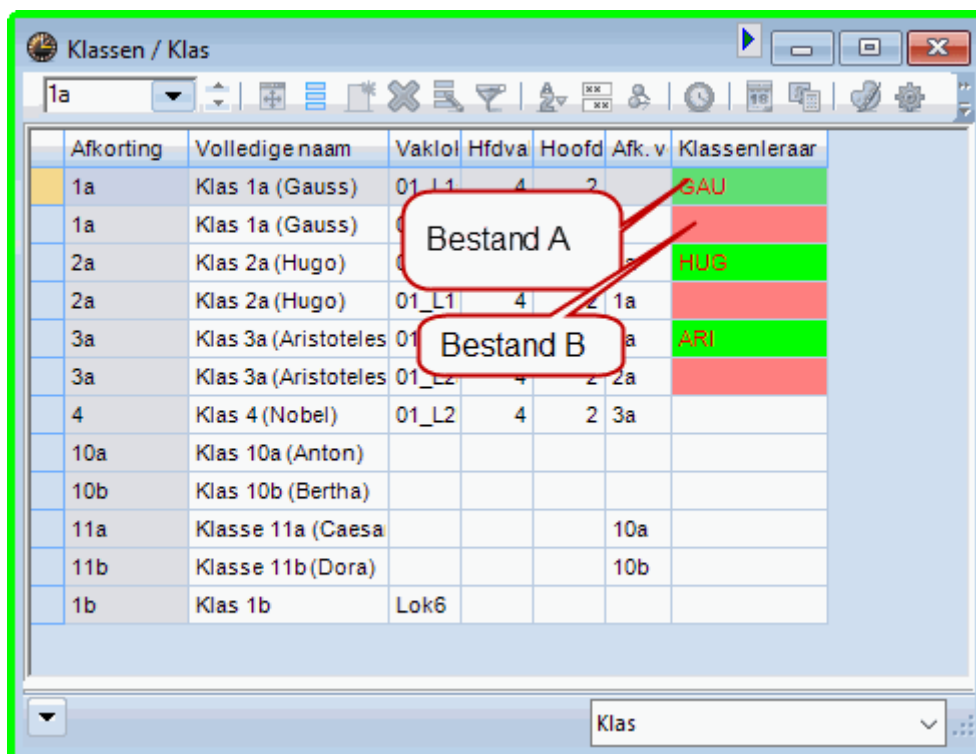 Klassen / Klas
1a
Afkorting Volledige naam Vaklol Hfdval Hoofd Afk. v Klassenleraar
1a Klas 1a (Gauss) 01_L1 4 2 GAU
1a Klas 1a (Gauss)
Bestand A
2a Klas 2a (Hugo) HUG
2a Klas 2a (Hugo) 01_L1 4 2 1a
3a Klas 3a (Aristoteles ARI
Bestand B
3a Klas 3a (Aristoteles 01_L2 4 2 2a
4 Klas 4 (Nobel) 01_L2 4 2 3a
10a Klas 10a (Anton)
10b Klas 10b (Bertha)
11a Klasse 11a (Caesa 10a
11b Klasse 11b (Dora) 10b
1b Klas 1b Lok6
Klas